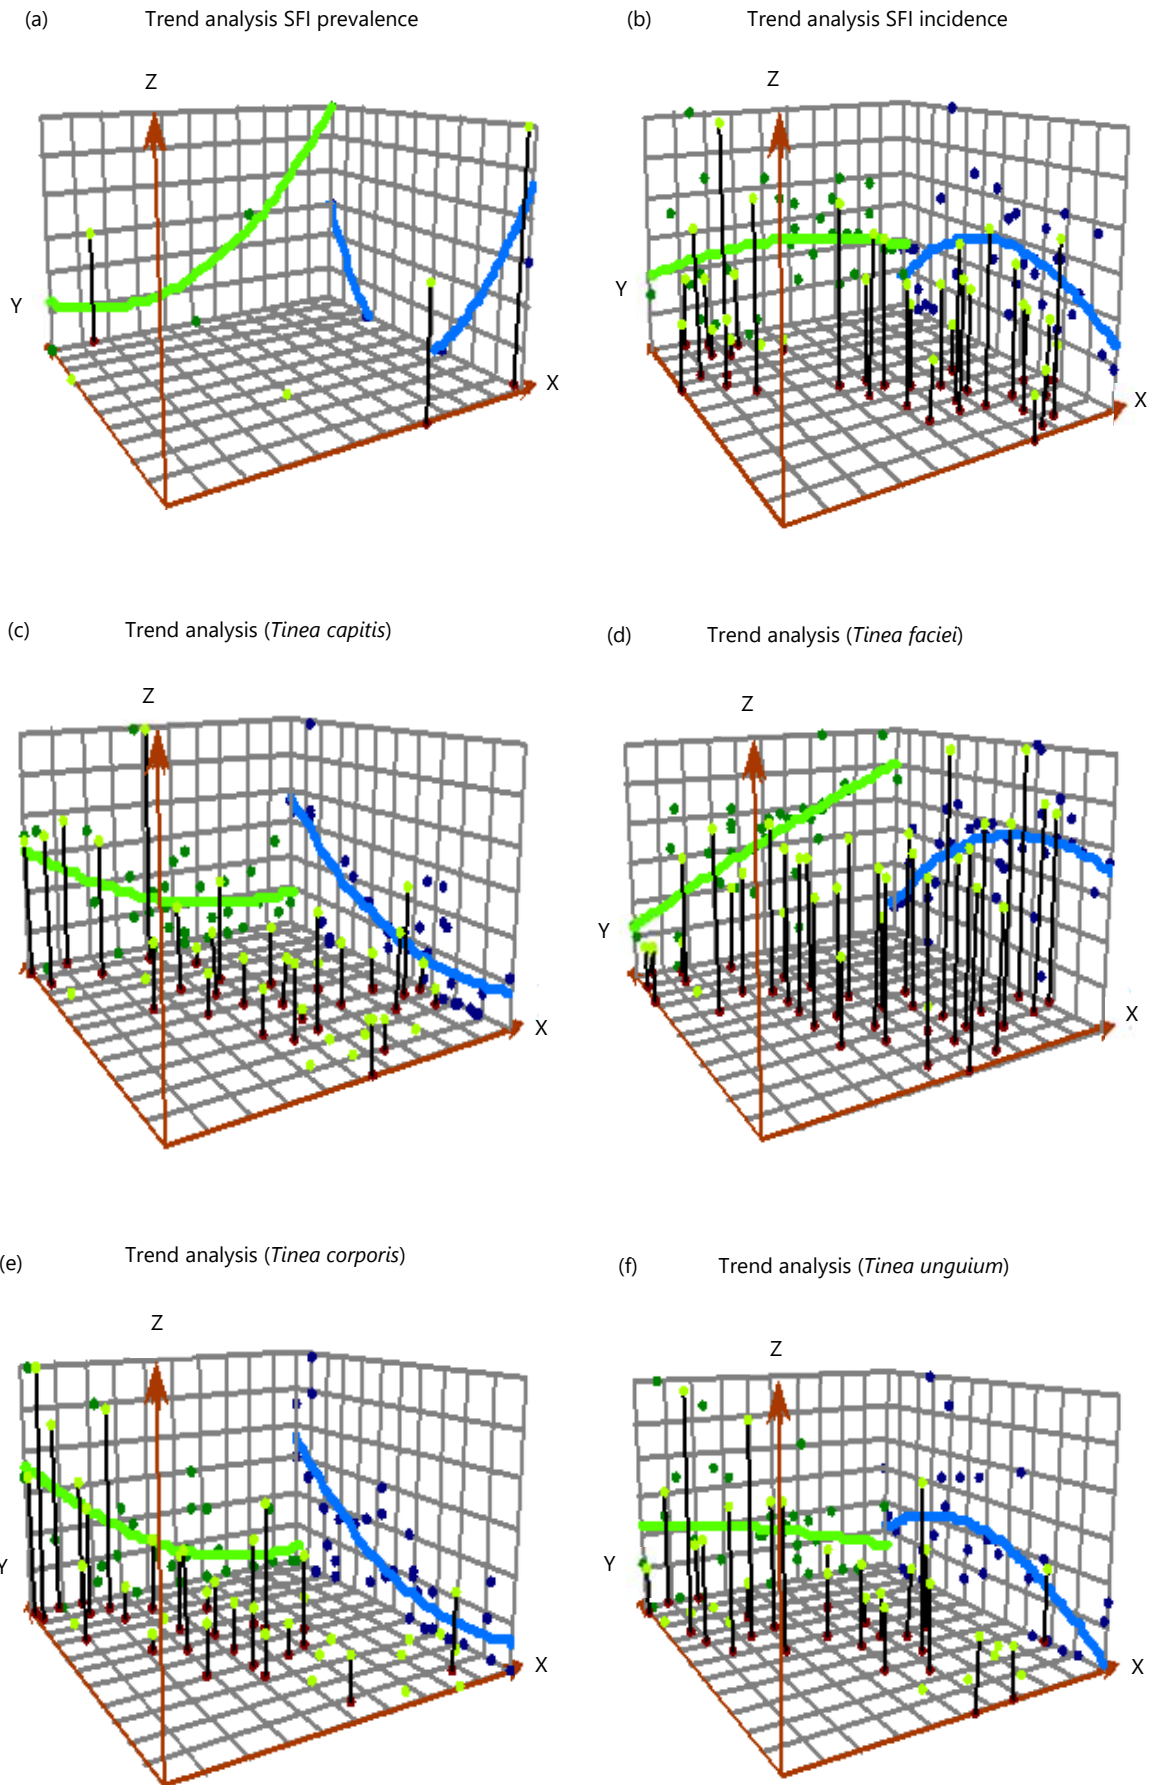 (a) Trend analysis SFI prevalence
(b) Trend analysis SFI incidence
Z
Y
X
Z
Y
X
(c) Trend analysis (Tinea capitis)
(d) Trend analysis (Tinea faciei)
Z
X
Z
Y
X
(e) Trend analysis (Tinea corporis)
(f) Trend analysis (Tinea unguium)
Z
Y
X
Z
Y
X